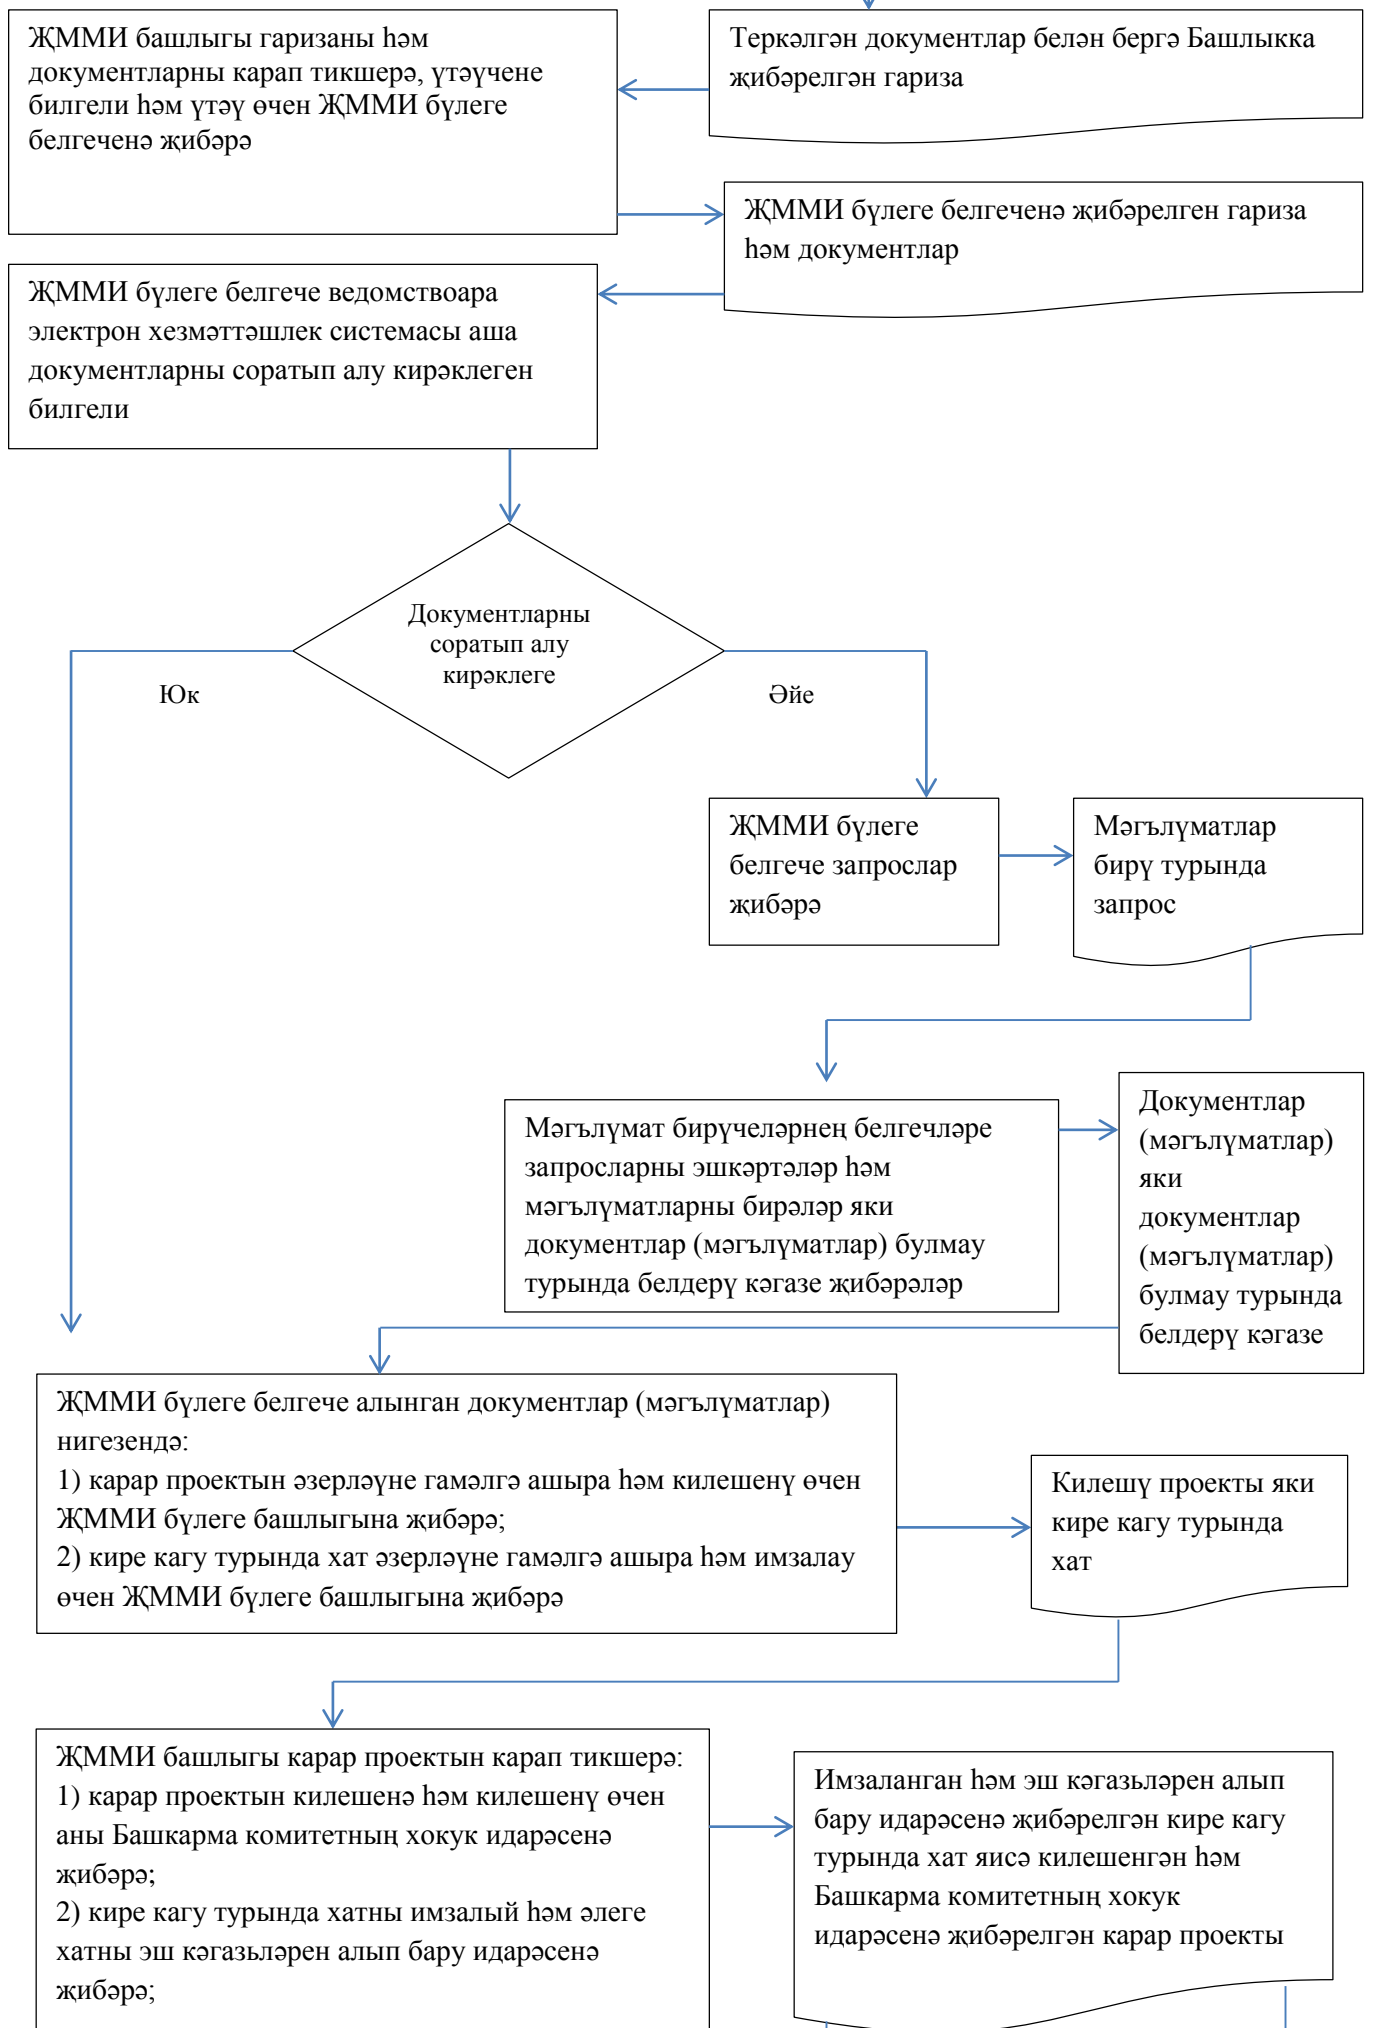 ҖММИ башлыгы гаризаны һәм
документларны карап тикшерә, үтәүчене
билгели һәм үтәү өчен ҖММИ бүлеге
белгеченә җибәрә
Теркәлгән документлар белән бергә Башлыкка
җибәрелгән гариза
ҖММИ бүлеге белгеченә җибәрелген гариза
һәм документлар
ҖММИ бүлеге белгече ведомствоара
электрон хезмәттәшлек системасы аша
документларны соратып алу кирәклеген
билгели
Документларны
соратып алу
кирәклеге
Юк
Әйе
ҖММИ бүлеге
белгече запрослар
җибәрә
Мәгълүматлар
бирү турында
запрос
Мәгълүмат бирүчеләрнең белгечләре
запросларны эшкәртәләр һәм
мәгълүматларны бирәләр яки
документлар (мәгълүматлар) булмау
турында белдерү кәгазе җибәрәләр
Документлар
(мәгълүматлар)
яки
документлар
(мәгълүматлар)
булмау турында
белдерү кәгазе
ҖММИ бүлеге белгече алынган документлар (мәгълүматлар)
нигезендә:
1) карар проектын әзерләүне гамәлгә ашыра һәм килешенү өчен
ҖММИ бүлеге башлыгына җибәрә;
2) кире кагу турында хат әзерләүне гамәлгә ашыра һәм имзалау
өчен ҖММИ бүлеге башлыгына җибәрә
Килешү проекты яки
кире кагу турында
хат
ҖММИ башлыгы карар проектын карап тикшерә:
1) карар проектын килешенә һәм килешенү өчен
аны Башкарма комитетның хокук идарәсенә
җибәрә;
2) кире кагу турында хатны имзалый һәм әлеге
хатны эш кәгазьләрен алып бару идарәсенә
җибәрә;
Имзаланган һәм эш кәгазьләрен алып
бару идарәсенә җибәрелгән кире кагу
турында хат яисә килешенгән һәм
Башкарма комитетның хокук
идарәсенә җибәрелгән карар проекты